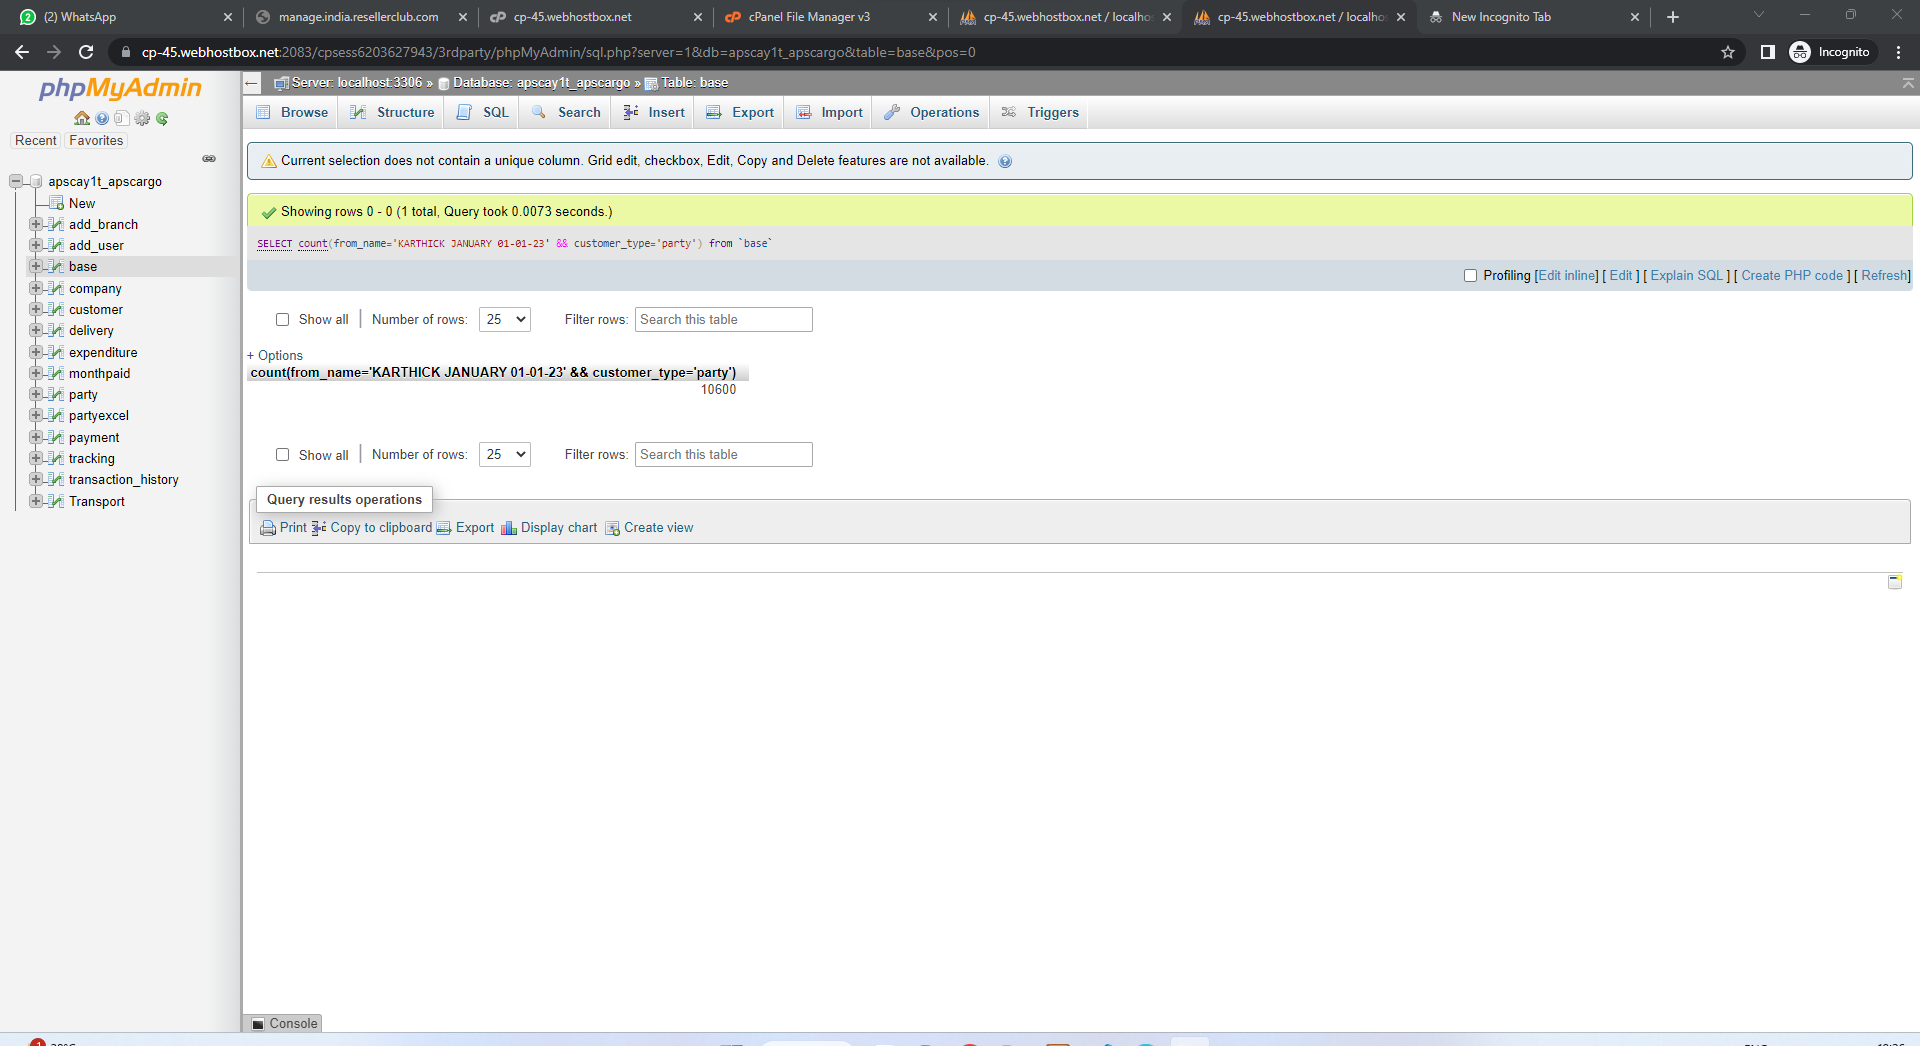 (2) WhatsApp
manage.india.resellerclub.com
cp-45.webhostbox.net
cPanel File Manager v3
cp-45.webhostbox.net / localho
cp-45.webhostbox.net / localho
New Incognito Tab
cp-45.webhostbox.net:2083/cpsess6203627943/3rdparty/phpMyAdmin/sql.php?server=1&db=apscay1t_apscargo&table=base&pos=0
Incognito
phpMyAdmin
Recent Favorites
apscay1t_apscargo
New
add_branch
add_user
base
company
customer
delivery
expenditure
monthpaid
party
partyexcel
payment
tracking
transaction_history
Transport
Server: localhost:3306 » Database: apscay1t_apscargo » Table: base
Browse Structure SQL Search Insert Export Import Operations Triggers
Current selection does not contain a unique column. Grid edit, checkbox, Edit, Copy and Delete features are not available.
Showing rows 0 - 0 (1 total, Query took 0.0073 seconds.)
SELECT count(from_name='KARTHICK JANUARY 01-01-23' && customer_type='party') from `base`
Profiling [Edit inline] [ Edit ] [ Explain SQL ] [ Create PHP code ] [ Refresh]
Show all | Number of rows: 25 Filter rows: Search this table
+ Options
count(from_name='KARTHICK JANUARY 01-01-23' && customer_type='party')
10600
Show all | Number of rows: 25 Filter rows: Search this table
Query results operations
Print Copy to clipboard Export Display chart Create view
Console